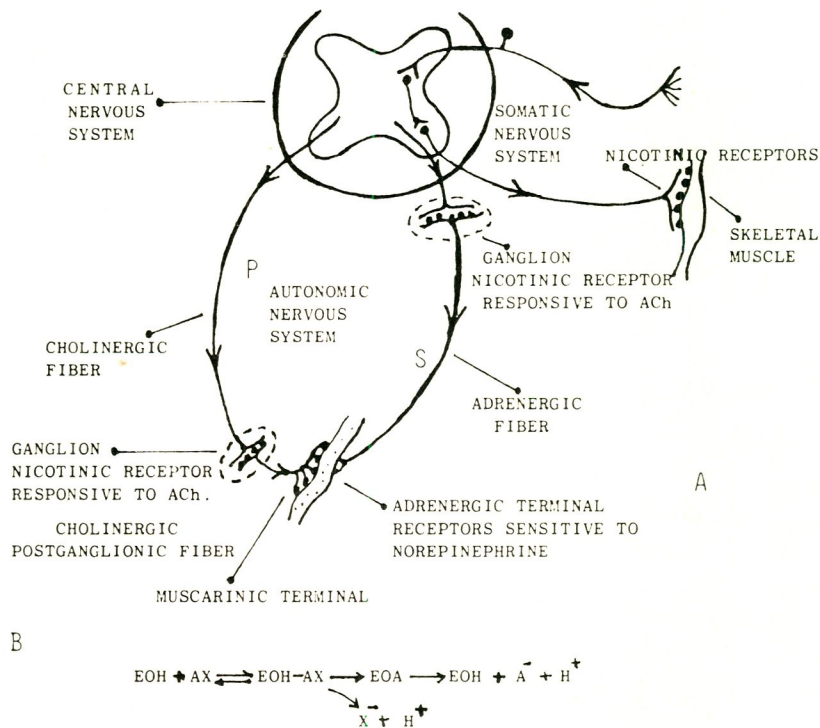 CENTRAL
NERVOUS
SYSTEM
SOMATIC
NERVOUS
SYSTEM
NICOTINIC RECEPTORS
SKELETAL
MUSCLE
GANGLION
NICOTINIC RECEPTOR
RESPONSIVE TO ACh
P
AUTONOMIC
NERVOUS
SYSTEM
CHOLINERGIC
FIBER
S
ADRENERGIC
FIBER
GANGLION
NICOTINIC RECEPTOR
RESPONSIVE TO ACh.
CHOLINERGIC
POSTGANGLIONIC FIBER
A
ADRENERGIC TERMINAL
RECEPTORS SENSITIVE TO
NOREPINEPHRINE
MUSCARINIC TERMINAL
B
EOH + AX ⇌ EOH-AX → EOA → EOH + A⁻ + H⁺
X⁻ + H⁺